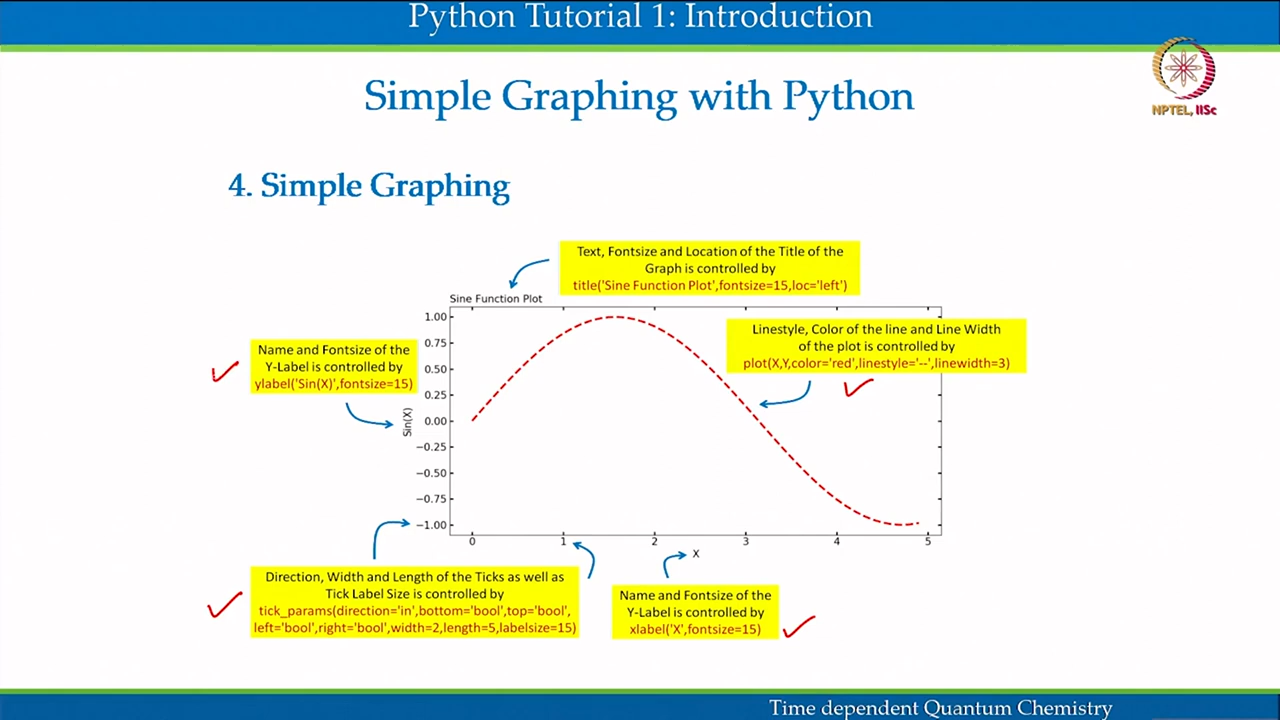 Python Tutorial 1: Introduction
NPTEL, IISc
Simple Graphing with Python
4. Simple Graphing
Text, Fontsize and Location of the Title of the
Graph is controlled by
title('Sine Function Plot',fontsize=15,loc='left')
Sine Function Plot
Linestyle, Color of the line and Line Width
of the plot is controlled by
plot(X,Y,color='red',linestyle='--',linewidth=3)
Name and Fontsize of the
Y-Label is controlled by
ylabel('Sin(X)',fontsize=15)
1.00
0.75
0.50
0.25
0.00
−0.25
−0.50
−0.75
−1.00
Sin(X)
0 1 2 3 4 5
X
Direction, Width and Length of the Ticks as well as
Tick Label Size is controlled by
tick_params(direction='in',bottom='bool',top='bool',
left='bool',right='bool',width=2,length=5,labelsize=15)
Name and Fontsize of the
Y-Label is controlled by
xlabel('X',fontsize=15)
Time dependent Quantum Chemistry